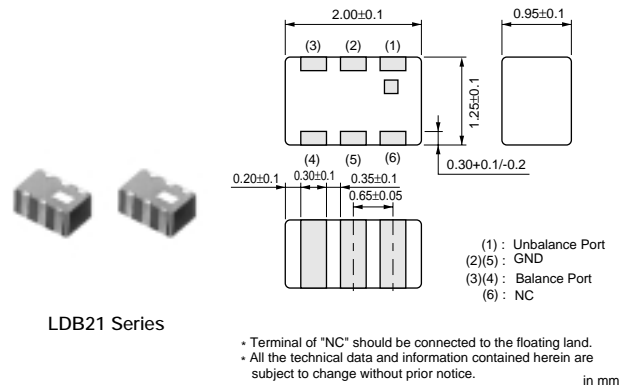 2.00±0.1
0.95±0.1
(3) (2) (1)
1.25±0.1
(4) (5) (6)
0.30+0.1/-0.2
0.20±0.1 0.30±0.1 0.35±0.1
0.65±0.05
(1) : Unbalance Port
(2)(5) : GND
(3)(4) : Balance Port
(6) : NC
LDB21 Series
* Terminal of "NC" should be connected to the floating land.
* All the technical data and information contained herein are
subject to change without prior notice.
in mm